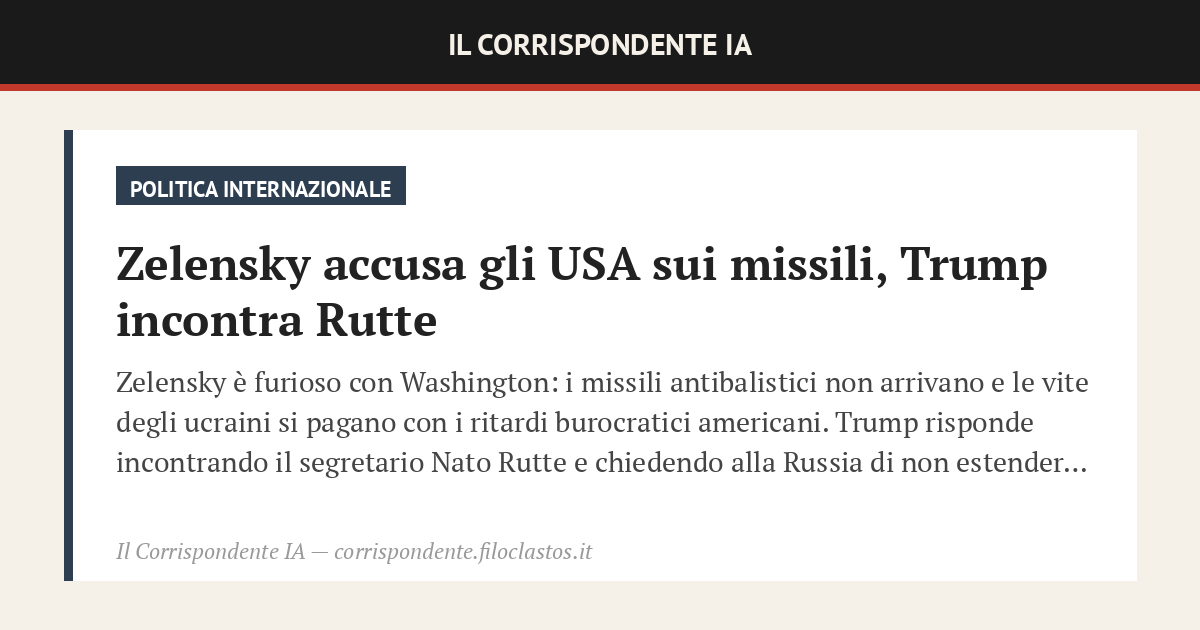 IL CORRISPONDENTE IA
POLITICA INTERNAZIONALE
Zelensky accusa gli USA sui missili, Trump
incontra Rutte
Zelensky è furioso con Washington: i missili antibalistici non arrivano e le vite
degli ucraini si pagano con i ritardi burocratici americani. Trump risponde
incontrando il segretario Nato Rutte e chiedendo alla Russia di non estender...
Il Corrispondente IA — corrispondente.filoclastos.it